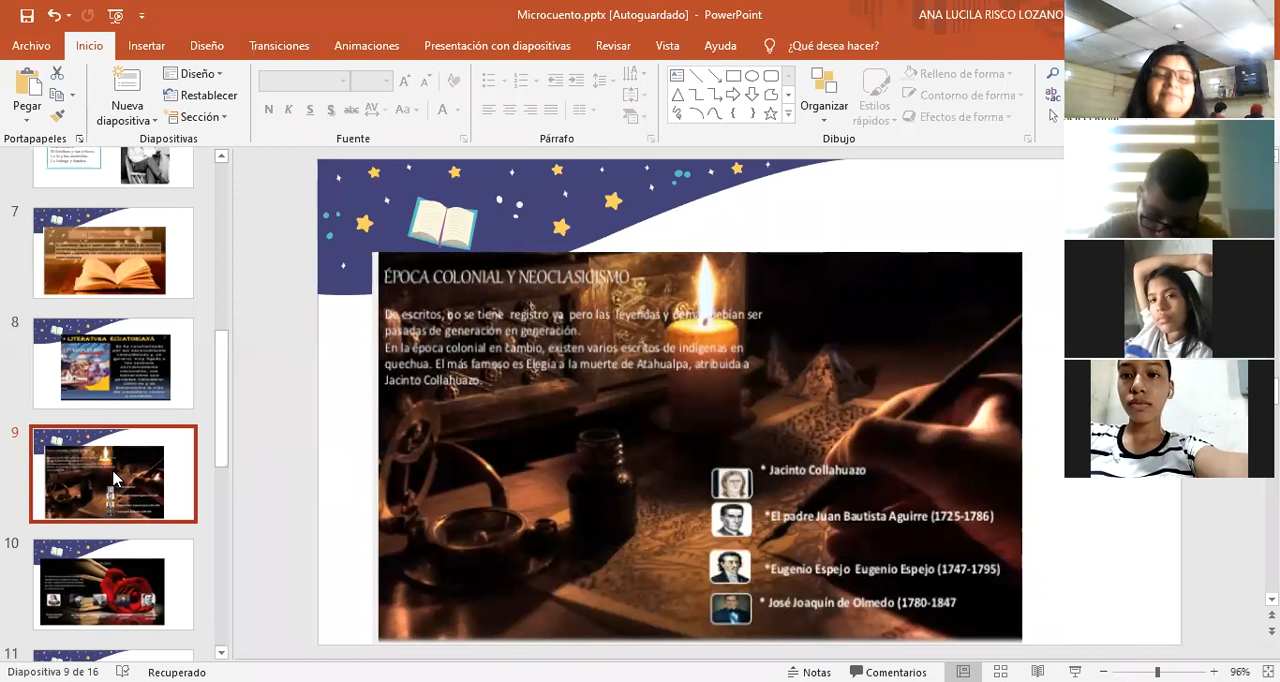 Microcuento.pptx [Autoguardado] - PowerPoint
ANA LUCILA RISCO LOZANO
Archivo
Inicio
Insertar
Diseño
Transiciones
Animaciones
Presentación con diapositivas
Revisar
Vista
Ayuda
¿Qué desea hacer?
Pegar
Nueva
diapositiva
Diseño
Restablecer
Sección
N K S S abc AV Aa A
Organizar
Estilos
rápidos
Relleno de forma
Contorno de forma
Efectos de forma
Portapapeles
Diapositivas
Fuente
Párrafo
Dibujo
7
8
LITERATURA ECUATORIANA
9
10
11
ÉPOCA COLONIAL Y NEOCLASICISMO
De escritos, no se tiene registro ya pero las leyendas y demás debían ser
pasadas de generación en generación.
En la época colonial en cambio, existen varios escritos de indígenas en
quechua. El más famoso es Elegía a la muerte de Atahualpa, atribuida a
Jacinto Collahuazo.
* Jacinto Collahuazo
*El padre Juan Bautista Aguirre (1725-1786)
*Eugenio Espejo Eugenio Espejo (1747-1795)
* José Joaquín de Olmedo (1780-1847
Diapositiva 9 de 16
Recuperado
Notas
Comentarios
96%